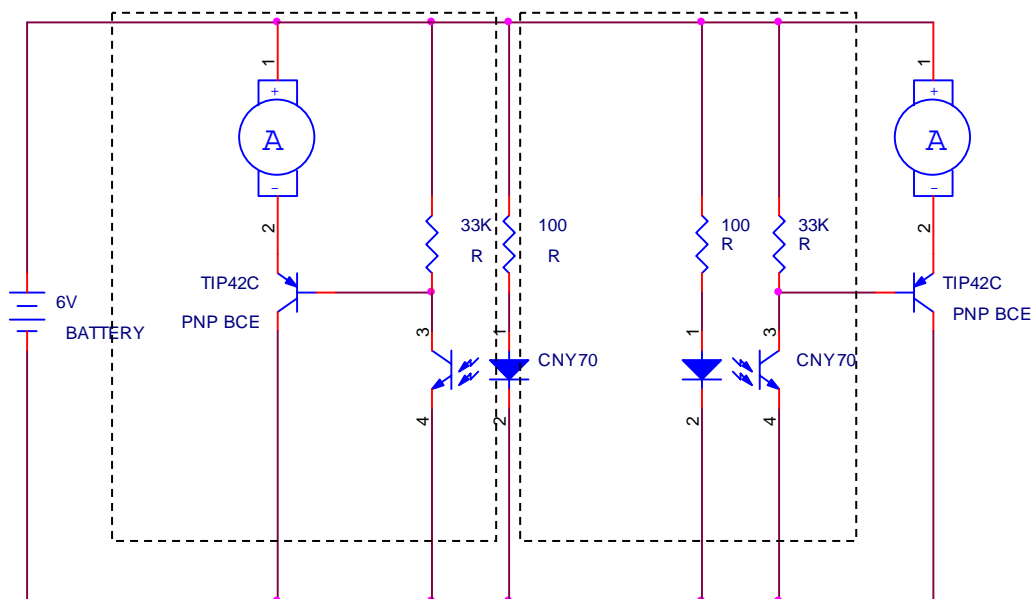 1
1
+
+
A
A
-
-
2
2
33K
R
100
R
100
R
33K
R
TIP42C
PNP BCE
TIP42C
PNP BCE
6V
BATTERY
3
1
1
3
CNY70
CNY70
4
2
2
4